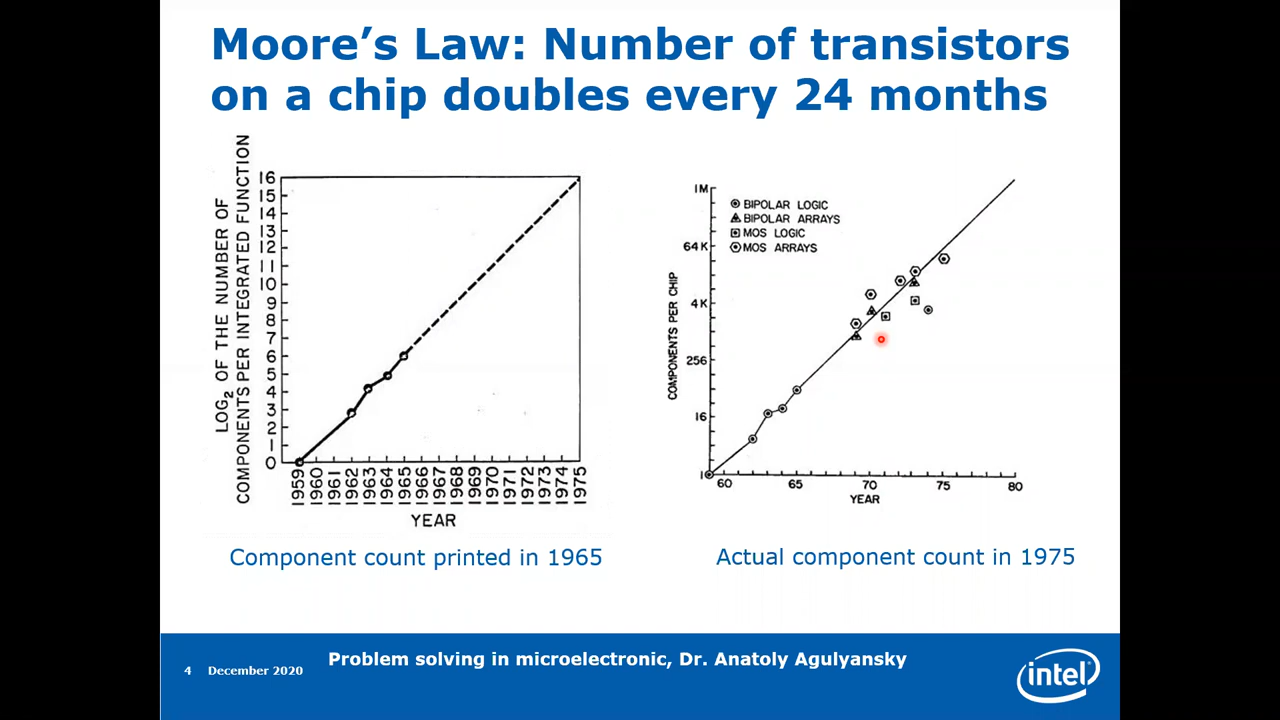 Moore's Law: Number of transistors
on a chip doubles every 24 months
LOG2 OF THE NUMBER OF
COMPONENTS PER INTEGRATED FUNCTION
16
15
14
13
12
11
10
9
8
7
6
5
4
3
2
1
0
1959
1960
1961
1962
1963
1964
1965
1966
1967
1968
1969
1970
1971
1972
1973
1974
1975
YEAR
Component count printed in 1965
COMPONENTS PER CHIP
1M
64K
4K
256
16
1
BIPOLAR LOGIC
BIPOLAR ARRAYS
MOS LOGIC
MOS ARRAYS
60
65
70
75
80
YEAR
Actual component count in 1975
4 December 2020
Problem solving in microelectronic, Dr. Anatoly Agulyansky
intel